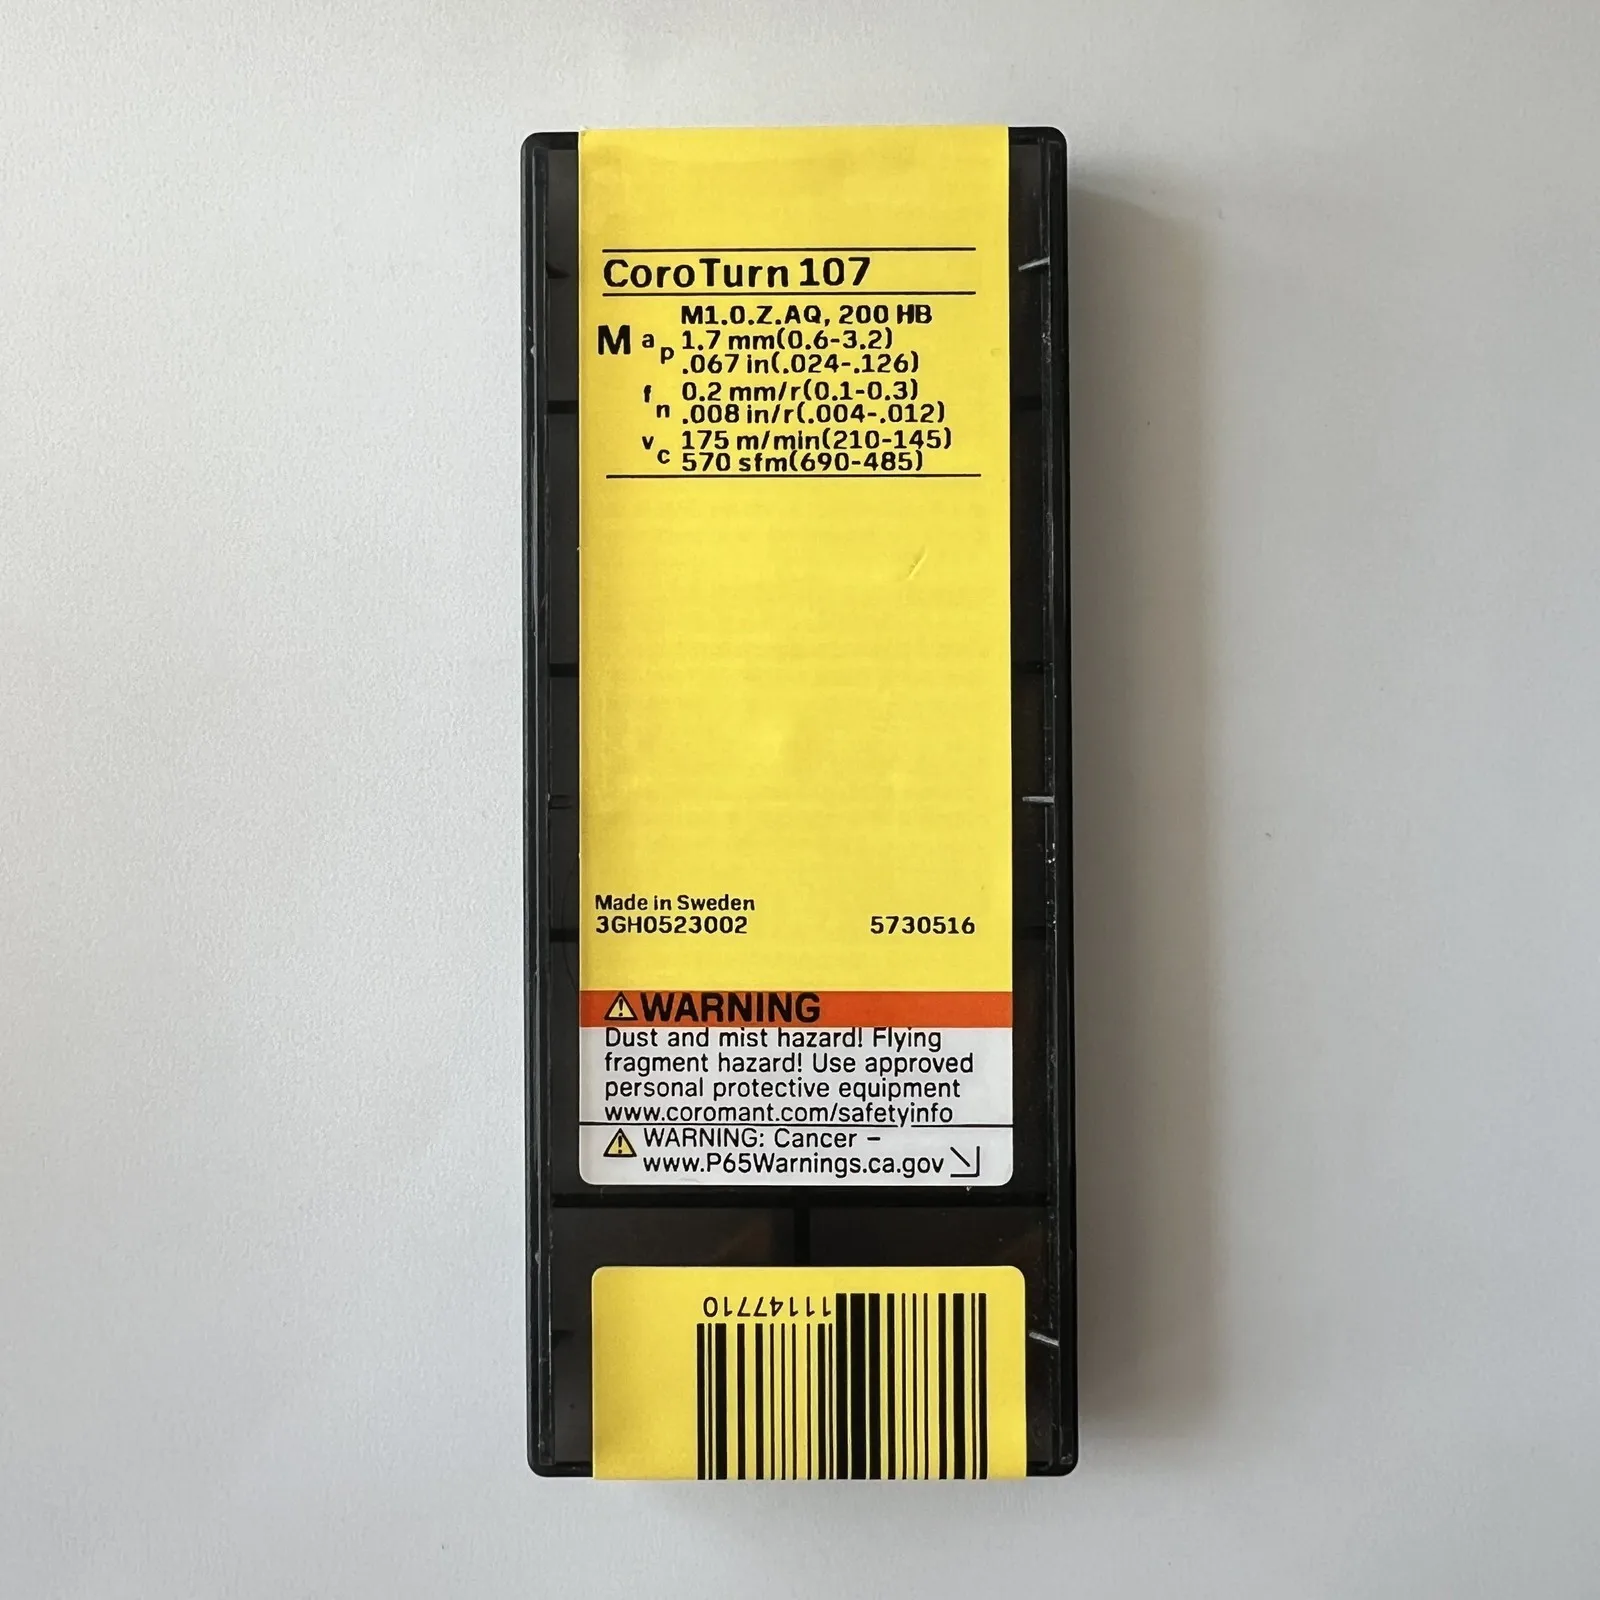 CoroTurn 107
M1.0.Z.AQ, 200 HB
M ap 1.7 mm(0.6-3.2)
.067 in(.024-.126)
fn 0.2 mm/r(0.1-0.3)
.008 in/r(.004-.012)
vc 175 m/min(210-145)
570 sfm(690-485)
Made in Sweden
3GH0523002 5730516
WARNING
Dust and mist hazard! Flying
fragment hazard! Use approved
personal protective equipment
www.coromant.com/safetyinfo
WARNING: Cancer –
www.P65Warnings.ca.gov
11147710